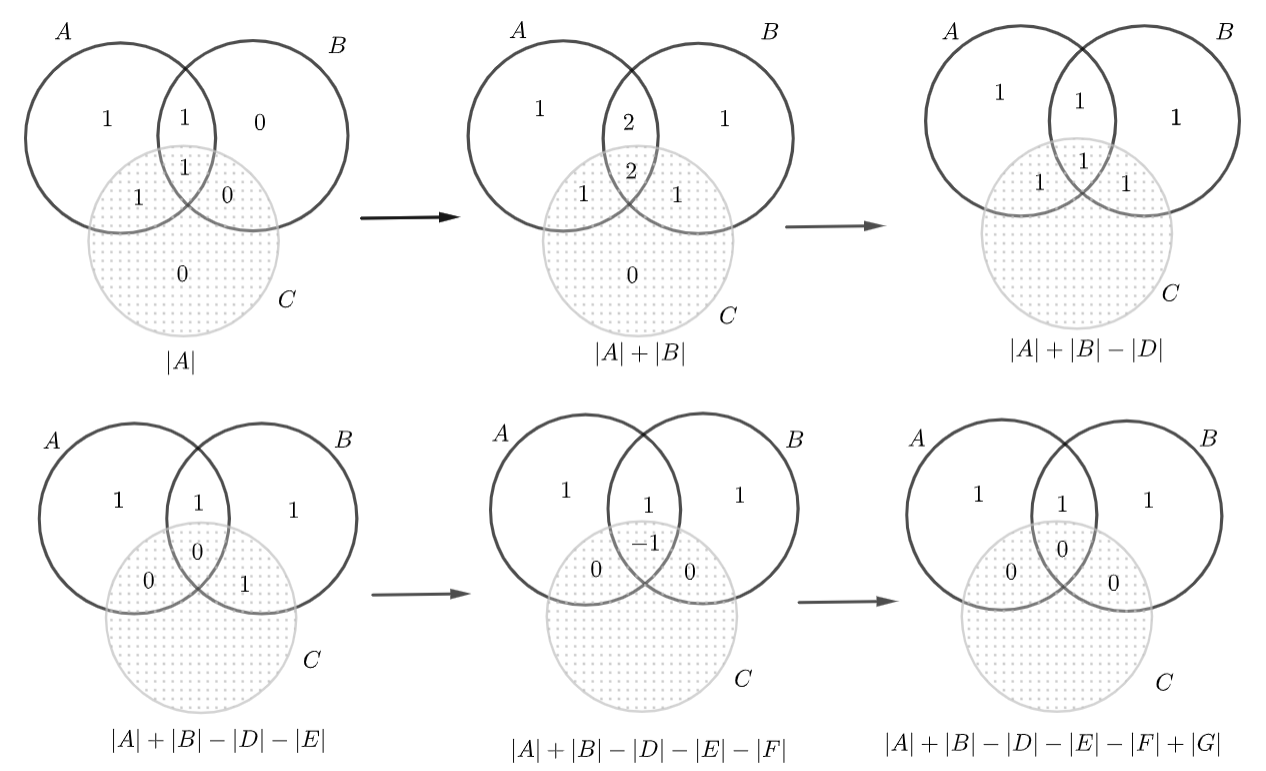 A
B
1
1
0
1
1
0
0
C
|A|
A
B
1
2
1
2
1
1
0
C
|A| + |B|
A
B
1
1
1
1
1
1
C
|A| + |B| − |D|
A
B
1
1
1
0
0
1
C
|A| + |B| − |D| − |E|
A
B
1
1
1
−1
0
0
C
|A| + |B| − |D| − |E| − |F|
A
B
1
1
1
0
0
0
C
|A| + |B| − |D| − |E| − |F| + |G|